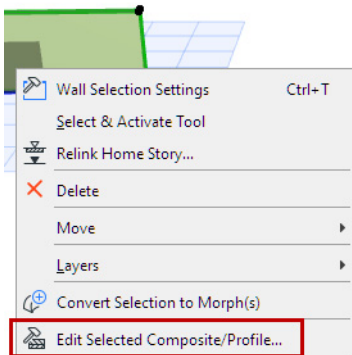 Wall Selection Settings Ctrl+T
Select & Activate Tool
Relink Home Story...
Delete
Move
Layers
Convert Selection to Morph(s)
Edit Selected Composite/Profile...